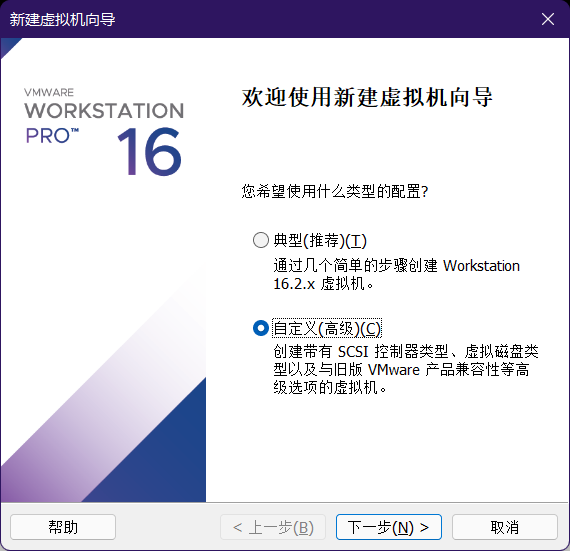 新建虚拟机向导
VMWARE
WORKSTATION
PRO™
16
欢迎使用新建虚拟机向导
您希望使用什么类型的配置?
典型(推荐)(T)
通过几个简单的步骤创建 Workstation
16.2.x 虚拟机。
自定义(高级)(C)
创建带有 SCSI 控制器类型、虚拟磁盘类
型以及与旧版 VMware 产品兼容性等高
级选项的虚拟机。
帮助
< 上一步(B)
下一步(N) >
取消